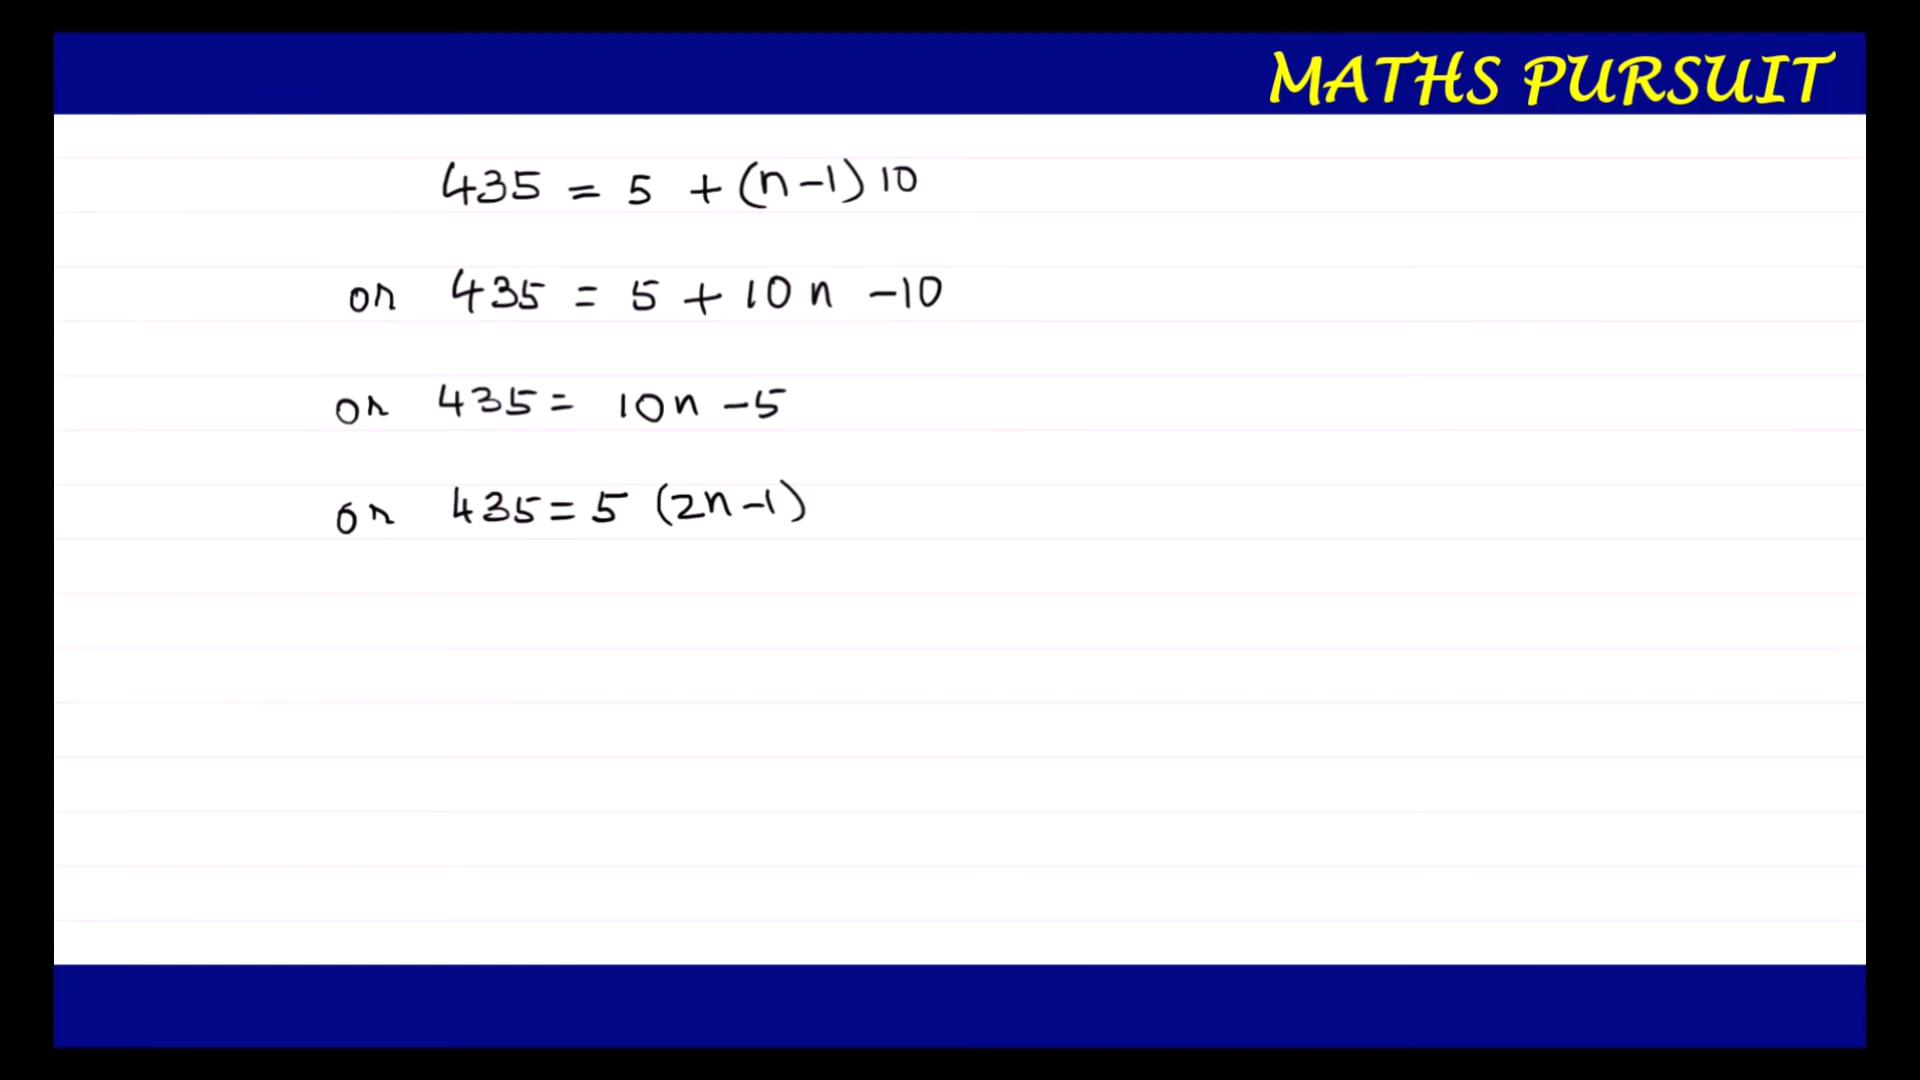 MATHS PURSUIT
435 = 5 + (n-1) 10
or 435 = 5 + 10 n -10
or 435 = 10n -5
or 435 = 5 (2n-1)